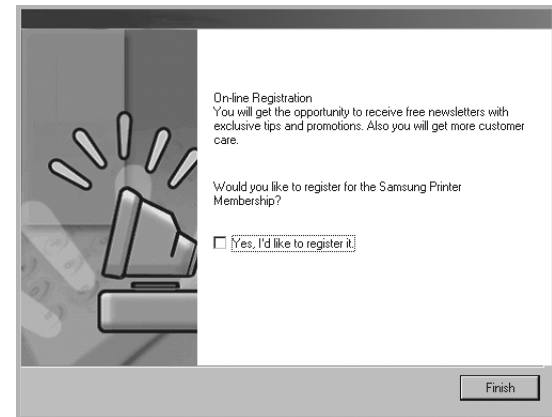 On-line Registration
You will get the opportunity to receive free newsletters with
exclusive tips and promotions. Also you will get more customer
care.
Would you like to register for the Samsung Printer
Membership?
Yes, I'd like to register it.
Finish